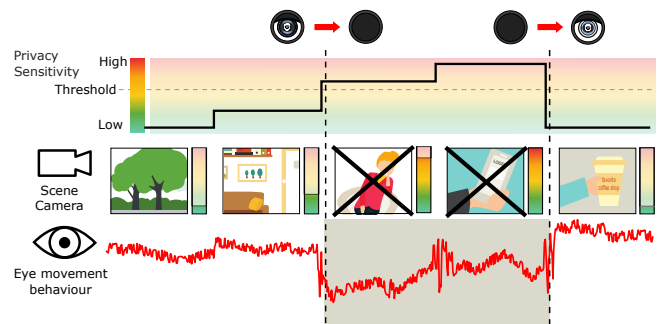 Privacy
Sensitivity
High
Threshold
Low
Scene
Camera
Eye movement
behaviour